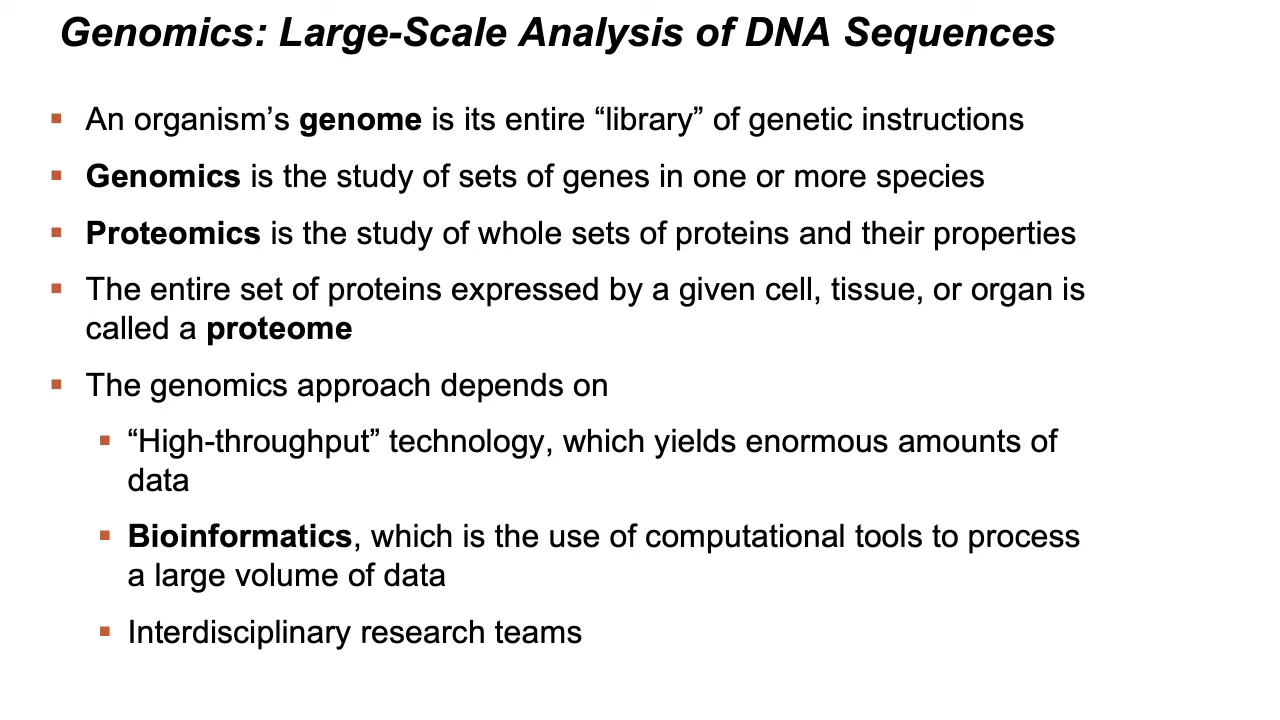 Genomics: Large-Scale Analysis of DNA Sequences
▪ An organism’s genome is its entire “library” of genetic instructions
▪ Genomics is the study of sets of genes in one or more species
▪ Proteomics is the study of whole sets of proteins and their properties
▪ The entire set of proteins expressed by a given cell, tissue, or organ is
called a proteome
▪ The genomics approach depends on
▪ “High-throughput” technology, which yields enormous amounts of
data
▪ Bioinformatics, which is the use of computational tools to process
a large volume of data
▪ Interdisciplinary research teams